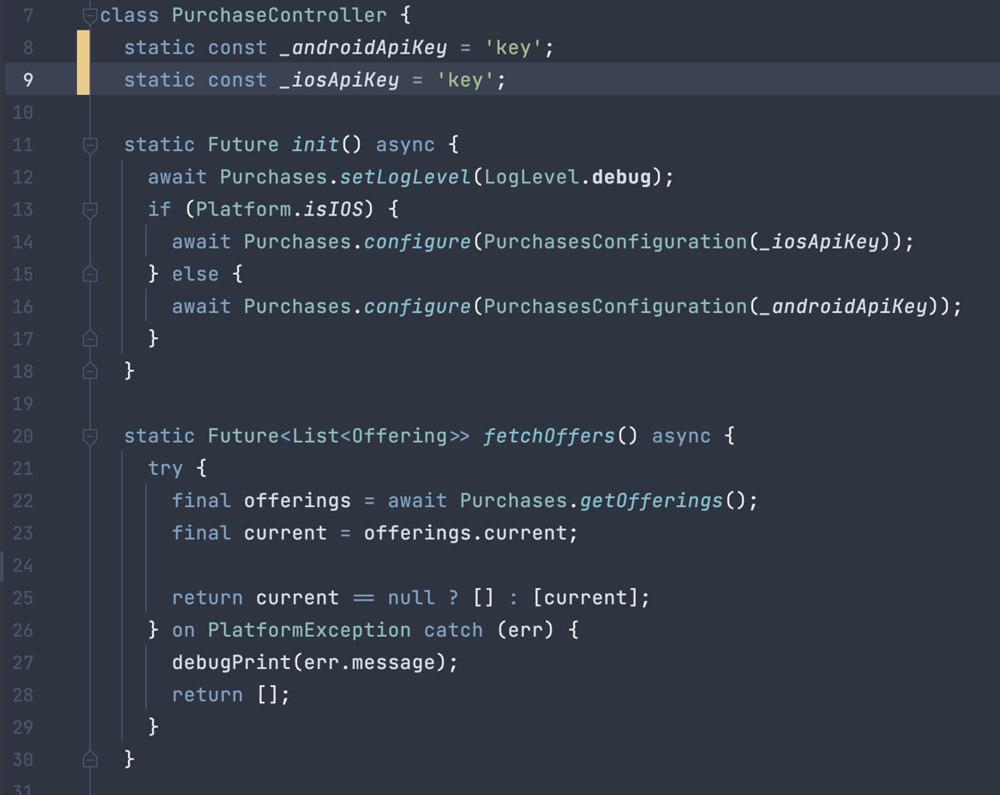 7 class PurchaseController {
8 static const _androidApiKey = 'key';
9 static const _iosApiKey = 'key';
10
11 static Future init() async {
12 await Purchases.setLogLevel(LogLevel.debug);
13 if (Platform.isIOS) {
14 await Purchases.configure(PurchasesConfiguration(_iosApiKey));
15 } else {
16 await Purchases.configure(PurchasesConfiguration(_androidApiKey));
17 }
18 }
19
20 static Future<List<Offering>> fetchOffers() async {
21 try {
22 final offerings = await Purchases.getOfferings();
23 final current = offerings.current;
24
25 return current == null ? [] : [current];
26 } on PlatformException catch (err) {
27 debugPrint(err.message);
28 return [];
29 }
30 }
31